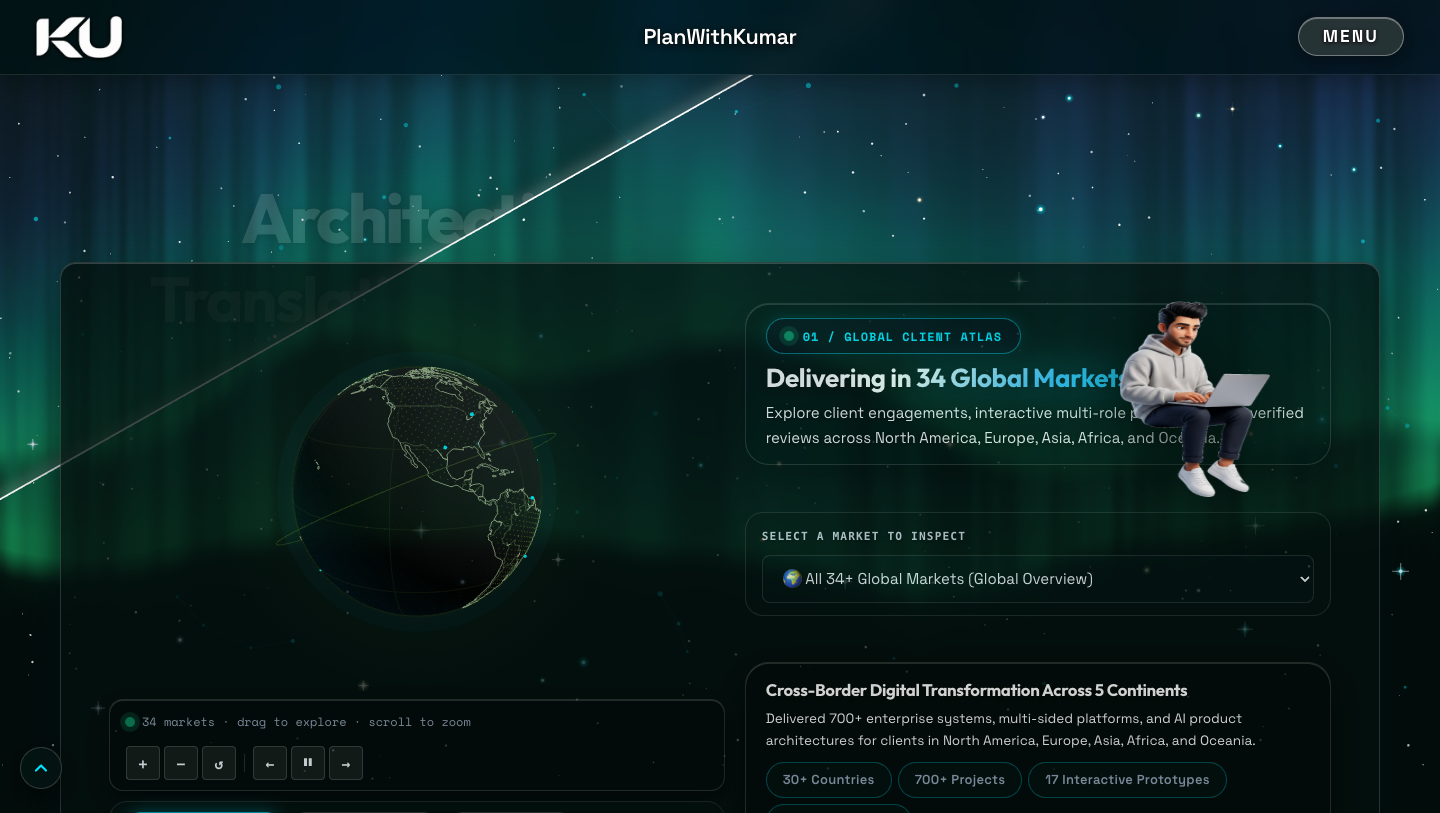 KU
PlanWithKumar
MENU
Architecti
Translat
01 / GLOBAL CLIENT ATLAS
Delivering in 34 Global Markets
Explore client engagements, interactive multi-role verified
reviews across North America, Europe, Asia, Africa, and
SELECT A MARKET TO INSPECT
All 34+ Global Markets (Global Overview)
Cross-Border Digital Transformation Across 5 Continents
Delivered 700+ enterprise systems, multi-sided platforms, and AI product
architectures for clients in North America, Europe, Asia, Africa, and Oceania.
30+ Countries
700+ Projects
17 Interactive Prototypes
34 markets · drag to explore · scroll to zoom
+ − ↺ ← →